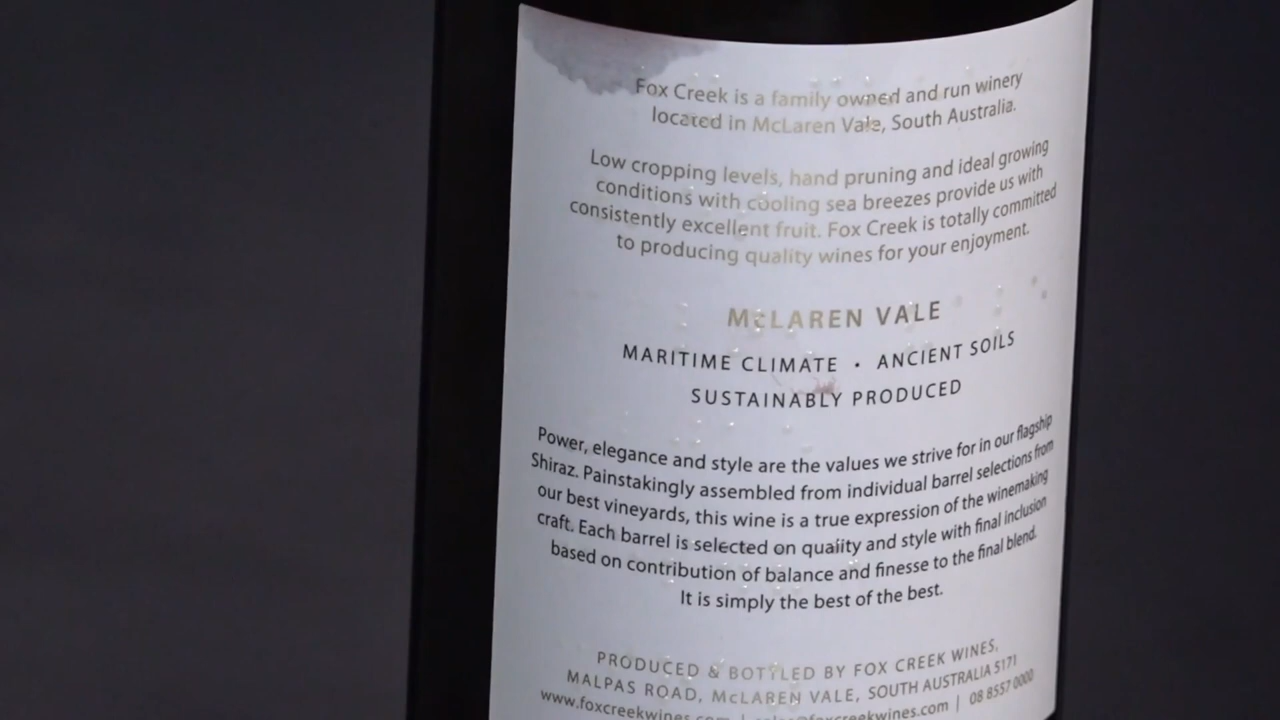 Fox Creek is a family owned and run winery
located in McLaren Vale, South Australia.
Low cropping levels, hand pruning and ideal growing
conditions with cooling sea breezes provide us with
consistently excellent fruit. Fox Creek is totally committed
to producing quality wines for your enjoyment.
McLAREN VALE
MARITIME CLIMATE • ANCIENT SOILS
SUSTAINABLY PRODUCED
Power, elegance and style are the values we strive for in our flagship
Shiraz. Painstakingly assembled from individual barrel selections from
our best vineyards, this wine is a true expression of the winemaking
craft. Each barrel is selected on quality and style with final inclusion
based on contribution of balance and finesse to the final blend.
It is simply the best of the best.
PRODUCED & BOTTLED BY FOX CREEK WINES,
MALPAS ROAD, McLAREN VALE, SOUTH AUSTRALIA 5171
www.foxcreekwines.com | sales@foxcreekwines.com | 08 8557 0000